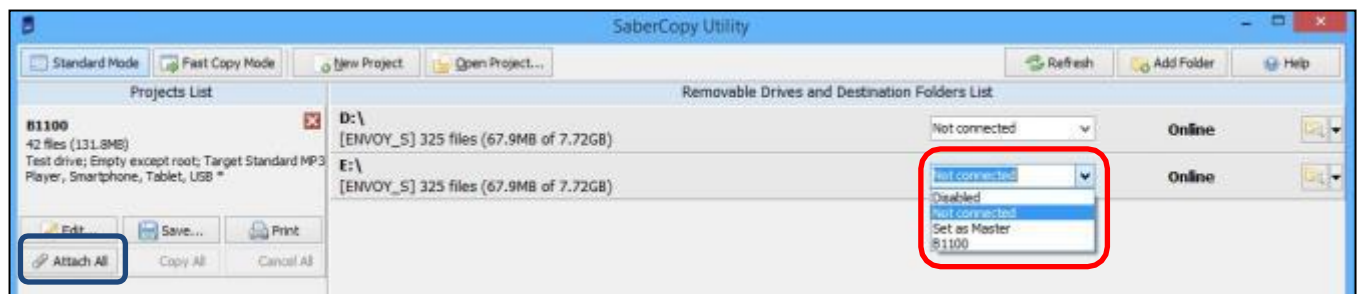 SaberCopy Utility
Standard Mode Fast Copy Mode New Project Open Project... Refresh Add Folder Help
Projects List
Removable Drives and Destination Folders List
B1100
42 files (131.8MB)
Test drive; Empty except root; Target Standard MP3
Player, Smartphone, Tablet, USB *
Edit... Save... Print
Attach All Copy All Cancel All
D:\
[ENVOY_S] 325 files (67.9MB of 7.72GB)
Not connected
Online
E:\
[ENVOY_S] 325 files (67.9MB of 7.72GB)
Not connected
Online
Disabled
Not connected
Set as Master
B1100